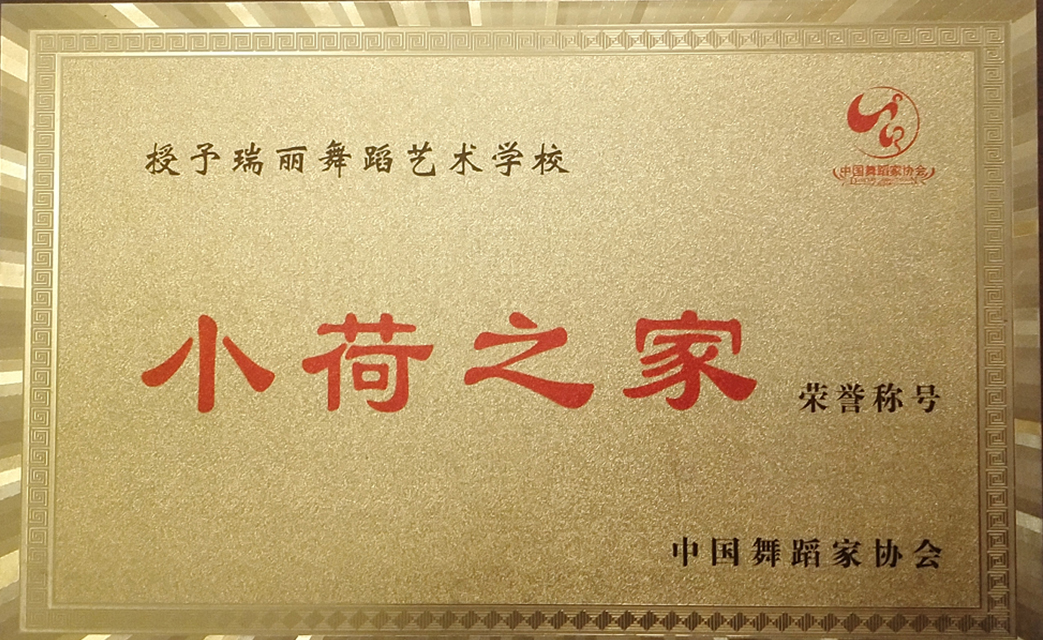 授予瑞丽舞蹈艺术学校
中国舞蹈家协会
小荷之家 荣誉称号
中国舞蹈家协会